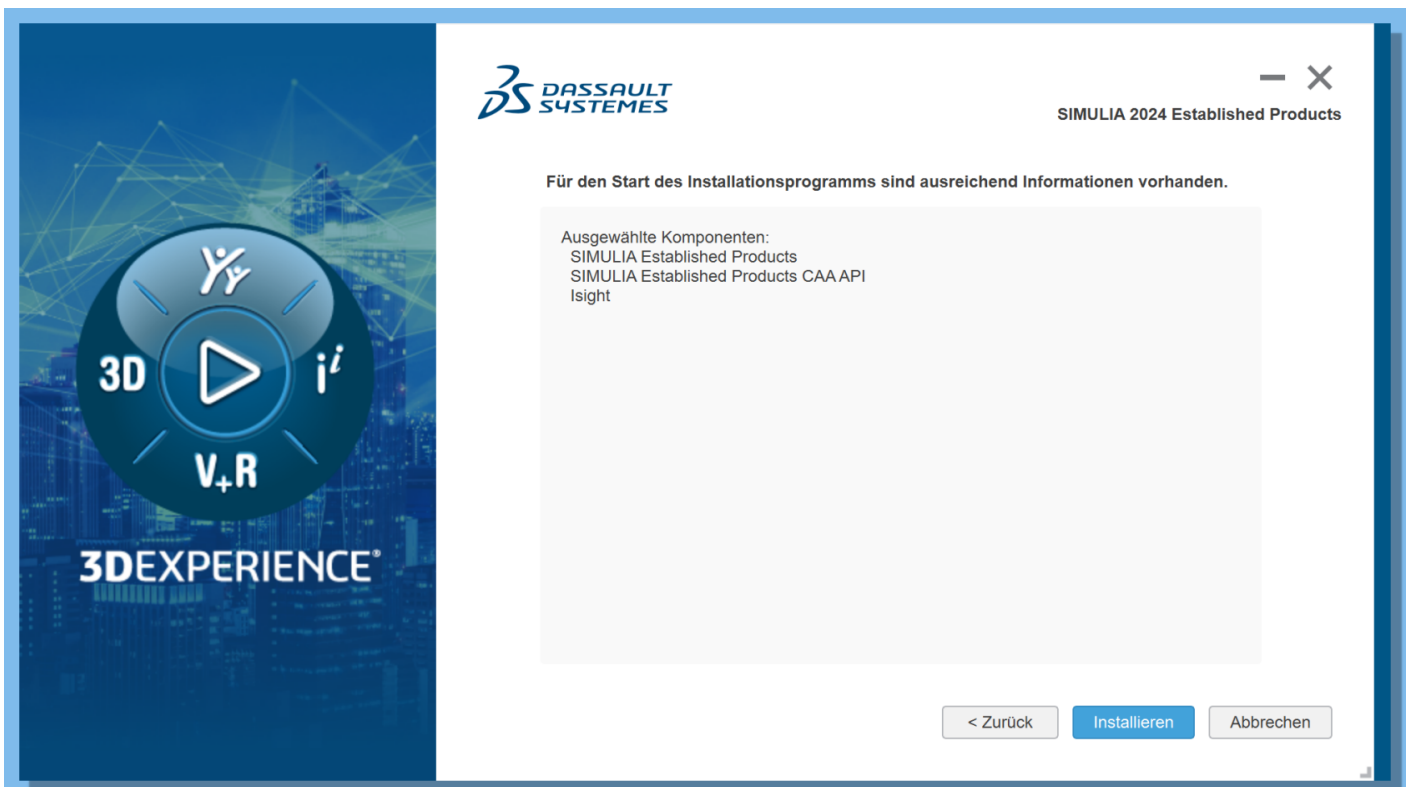 DASSAULT
SYSTEMES
SIMULIA 2024 Established Products
Für den Start des Installationsprogramms sind ausreichend Informationen vorhanden.
Ausgewählte Komponenten:
SIMULIA Established Products
SIMULIA Established Products CAA API
Isight
3D
i i
V+R
3DEXPERIENCE®
< Zurück
Installieren
Abbrechen